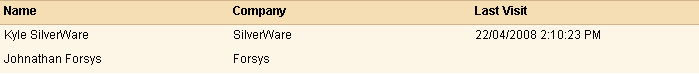 Name Company Last Visit
Kyle SilverWare SilverWare 22/04/2008 2:10:23 PM
Johnathan Forsys Forsys